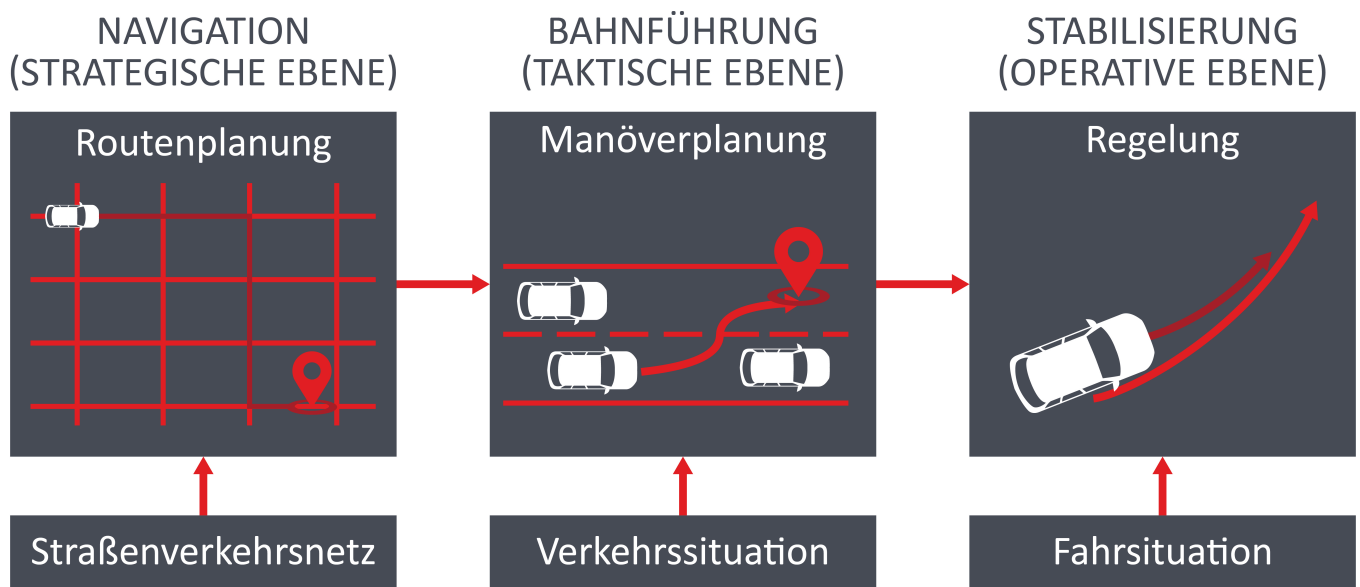 NAVIGATION
(STRATEGISCHE EBENE)
Routenplanung
Straßenverkehrsnetz
BAHNFÜHRUNG
(TAKTISCHE EBENE)
Manöverplanung
Verkehrssituation
STABILISIERUNG
(OPERATIVE EBENE)
Regelung
Fahrsituation